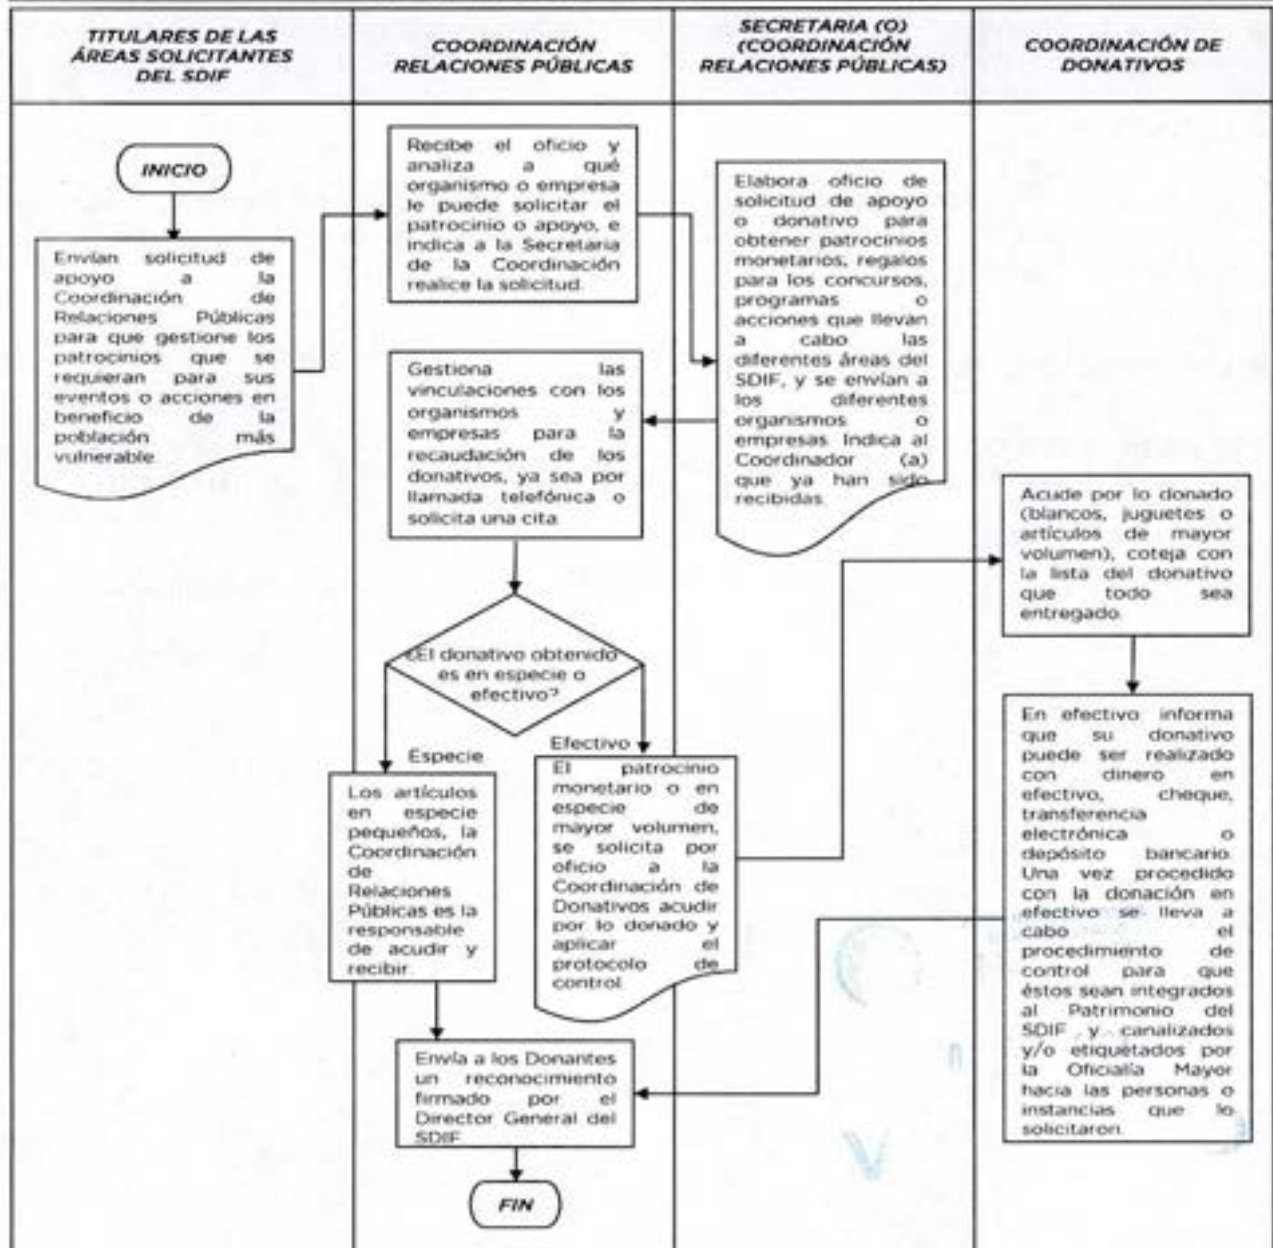 TITULARES DE LAS
ÁREAS SOLICITANTES
DEL SDIF
COORDINACIÓN
RELACIONES PÚBLICAS
SECRETARIA (O)
(COORDINACIÓN
RELACIONES PÚBLICAS)
COORDINACIÓN DE
DONATIVOS
INICIO
Envían solicitud de
apoyo a la
Coordinación de
Relaciones Públicas
para que gestione los
patrocinios que se
requieran para sus
eventos o acciones en
beneficio de la
población más
vulnerable.
Recibe el oficio y
analiza a qué
organismo o empresa
le puede solicitar el
patrocinio o apoyo, e
indica a la Secretaria
de la Coordinación
realice la solicitud.
Elabora oficio de
solicitud de apoyo
o donativo para
obtener patrocinios
monetarios, regalos
para los concursos,
programas o
acciones que llevan
a cabo las
diferentes áreas del
SDIF, y se envían a
los diferentes
organismos o
empresas. Indica al
Coordinador (a)
que ya han sido
recibidas.
Gestiona las
vinculaciones con los
organismos y
empresas para la
recaudación de los
donativos, ya sea por
llamada telefónica o
solicita una cita.
¿El donativo obtenido
es en especie o
efectivo?
Especie
Efectivo
Los artículos
en especie
pequeños, la
Coordinación
de
Relaciones
Públicas es la
responsable
de acudir y
recibir.
El patrocinio
monetario o en
especie de
mayor volumen,
se solicita por
oficio a la
Coordinación de
Donativos acudir
por lo donado y
aplicar el
protocolo de
control.
Acude por lo donado
(blancos, juguetes o
artículos de mayor
volumen), coteja con
la lista del donativo
que todo sea
entregado.
En efectivo informa
que su donativo
puede ser realizado
con dinero en
efectivo, cheque,
transferencia
electrónica o
depósito bancario.
Una vez procedido
con la donación en
efectivo se lleva a
cabo el
procedimiento de
control para que
éstos sean integrados
al Patrimonio del
SDIF y canalizados
y/o etiquetados por
la Oficialía Mayor
hacia las personas o
instancias que lo
solicitaron.
Envía a los Donantes
un reconocimiento
firmado por el
Director General del
SDIF
FIN